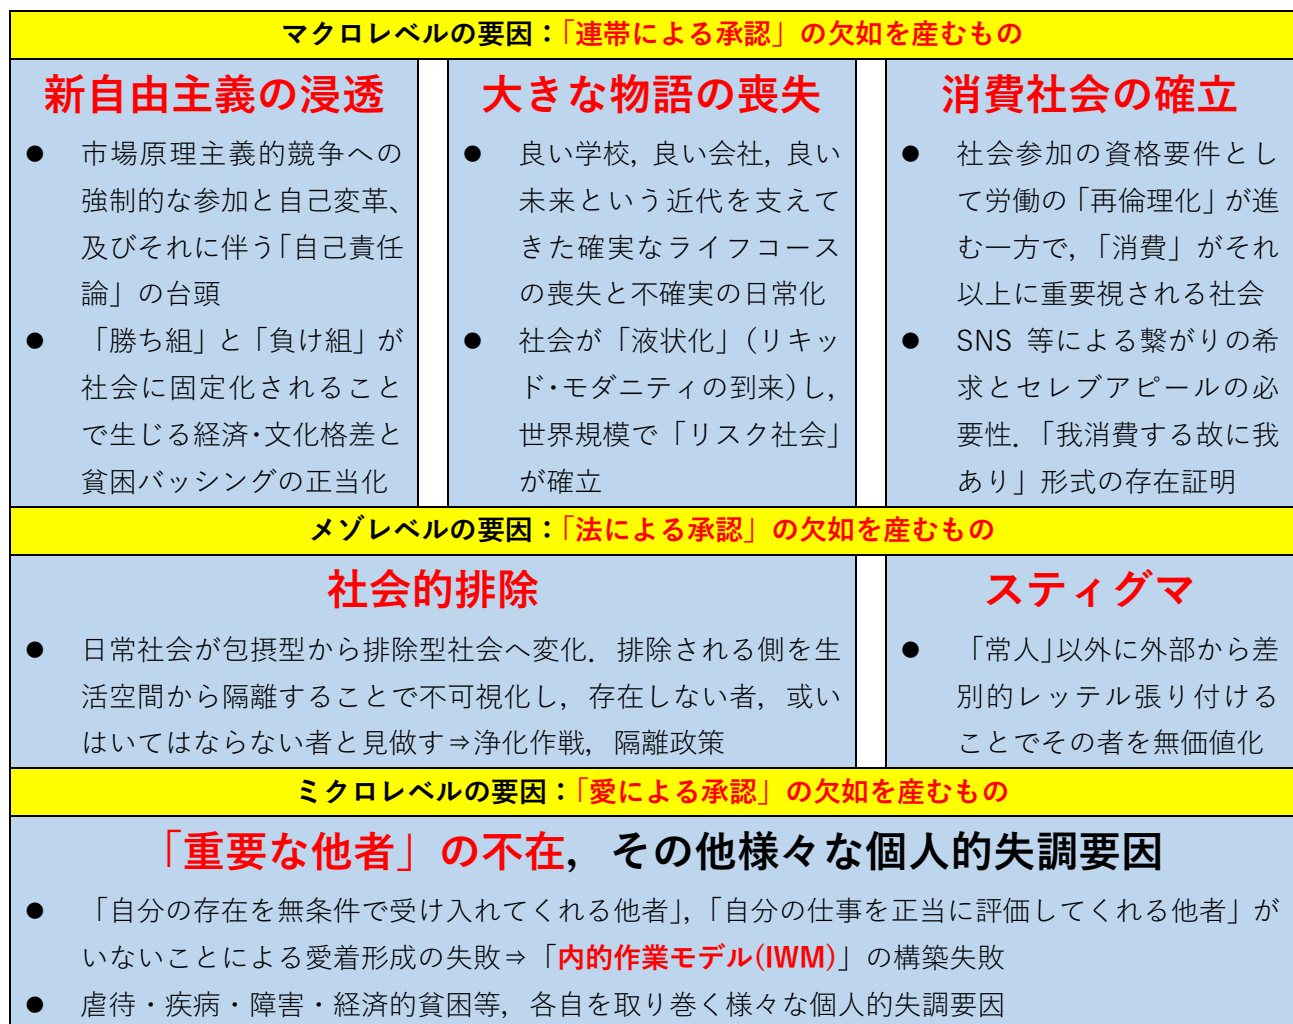 マクロレベルの要因：「連帯による承認」の欠如を産むもの
新自由主義の浸透
● 市場原理主義的競争への
強制的な参加と自己変革、
及びそれに伴う「自己責任
論」の台頭
● 「勝ち組」と「負け組」が
社会に固定化されること
で生じる経済・文化格差と
貧困バッシングの正当化
大きな物語の喪失
● 良い学校，良い会社，良い
未来という近代を支えて
きた確実なライフコース
の喪失と不確実の日常化
● 社会が「液状化」（リキッ
ド・モダニティの到来）し，
世界規模で「リスク社会」
が確立
消費社会の確立
● 社会参加の資格要件とし
て労働の「再倫理化」が進
む一方で，「消費」がそれ
以上に重要視される社会
● SNS 等による繋がりの希
求とセレブアピールの必
要性．「我消費する故に我
あり」形式の存在証明
メゾレベルの要因：「法による承認」の欠如を産むもの
社会的排除
● 日常社会が包摂型から排除型社会へ変化．排除される側を生
活空間から隔離することで不可視化し，存在しない者，或い
はいてはならない者と見做す⇒浄化作戦，隔離政策
スティグマ
● 「常人」以外に外部から差
別的レッテル張り付ける
ことでその者を無価値化
ミクロレベルの要因：「愛による承認」の欠如を産むもの
「重要な他者」の不在，その他様々な個人的失調要因
● 「自分の存在を無条件で受け入れてくれる他者」，「自分の仕事を正当に評価してくれる他者」が
いないことによる愛着形成の失敗⇒「内的作業モデル(IWM)」の構築失敗
● 虐待・疾病・障害・経済的貧困等，各自を取り巻く様々な個人的失調要因